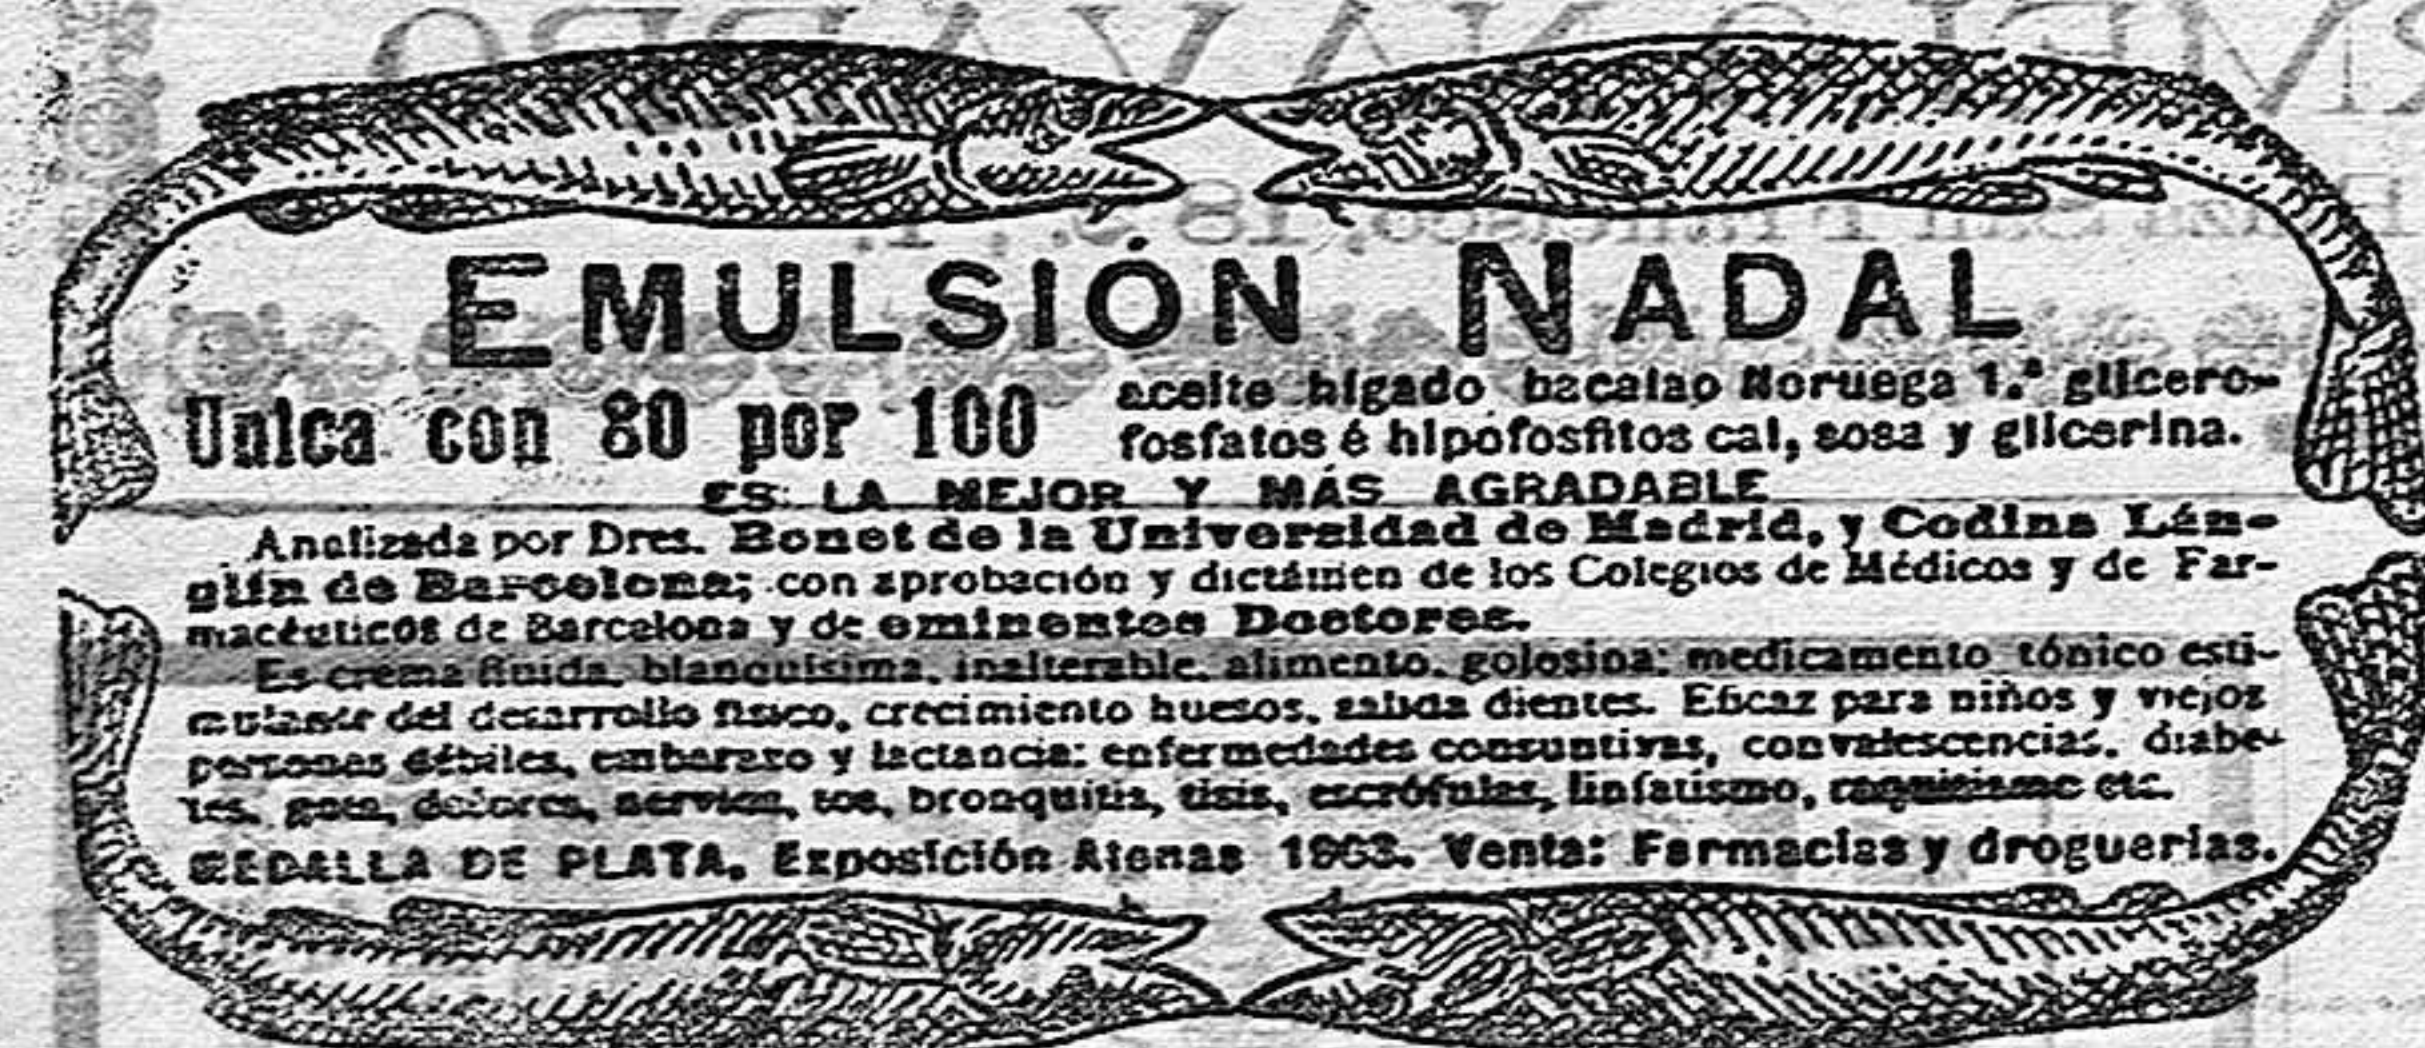 EMULSIÓN NADAL
Unica con 80 por 100
aceite hígado bacalao Noruega 1.ª glicero-
fosfatos é hipofosfitos cal, sosa y glicerina.
ES LA MEJOR Y MÁS AGRADABLE
Analizada por Dres. Bonet de la Universidad de Madrid, y Codina Län-
glín de Barcelona; con aprobación y dictámen de los Colegios de Médicos y de Far-
macéuticos de Barcelona y de eminentes Doctores.
Es crema fluida, blanquísima, inalterable, alimento, golosina; medicamento tónico esti-
mulante del desarrollo físico, crecimiento huesos, salida dientes. Eficaz para niños y viejos
personas débiles, embarazo y lactancia: enfermedades consuntivas, convalescencias, diabe-
tes, gota, dolores, nervios, tos, bronquitis, tisis, escrófulas, linfatismo, raquitismo etc.
MEDALLA DE PLATA, Exposición Atenas 1903. Venta: Farmacias y droguerías.